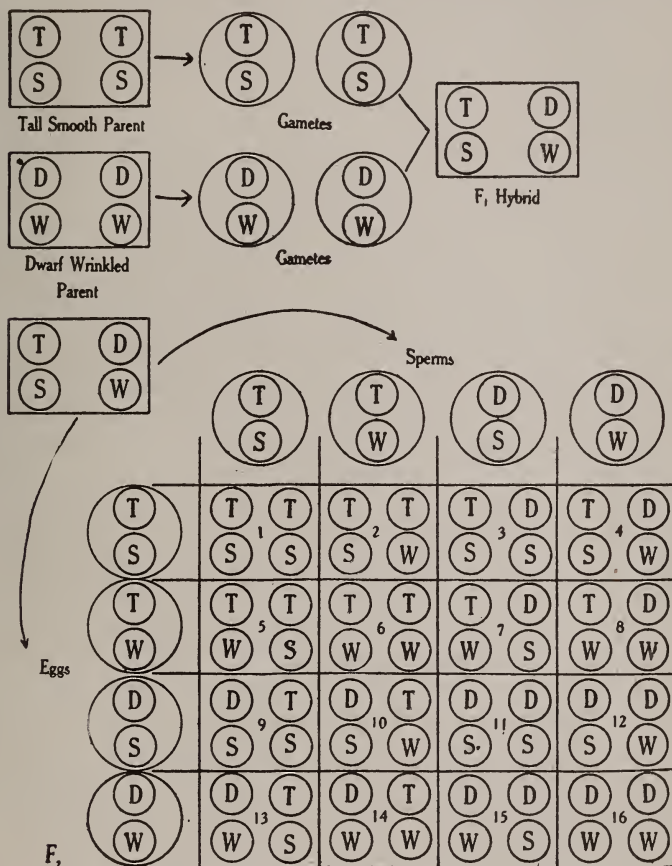 T T T T
S S S S
Tall Smooth Parent Gametes
T D
S W
F₁ Hybrid
D D D D
W W W W
Gametes
Dwarf Wrinkled
Parent
T D
S W
Sperms
T T D D
S W S W
T T T T T T D T D
1 2 3 4
S S S S W S S S W
T T T T T T D T D
5 6 7 8
W W S W W W S W W
Eggs
D D T D T D D D D
9 10 11 12
S S S S W S S S W
D D T D T D D D D
13 14 15 16
W W S W W W S W W
F₂